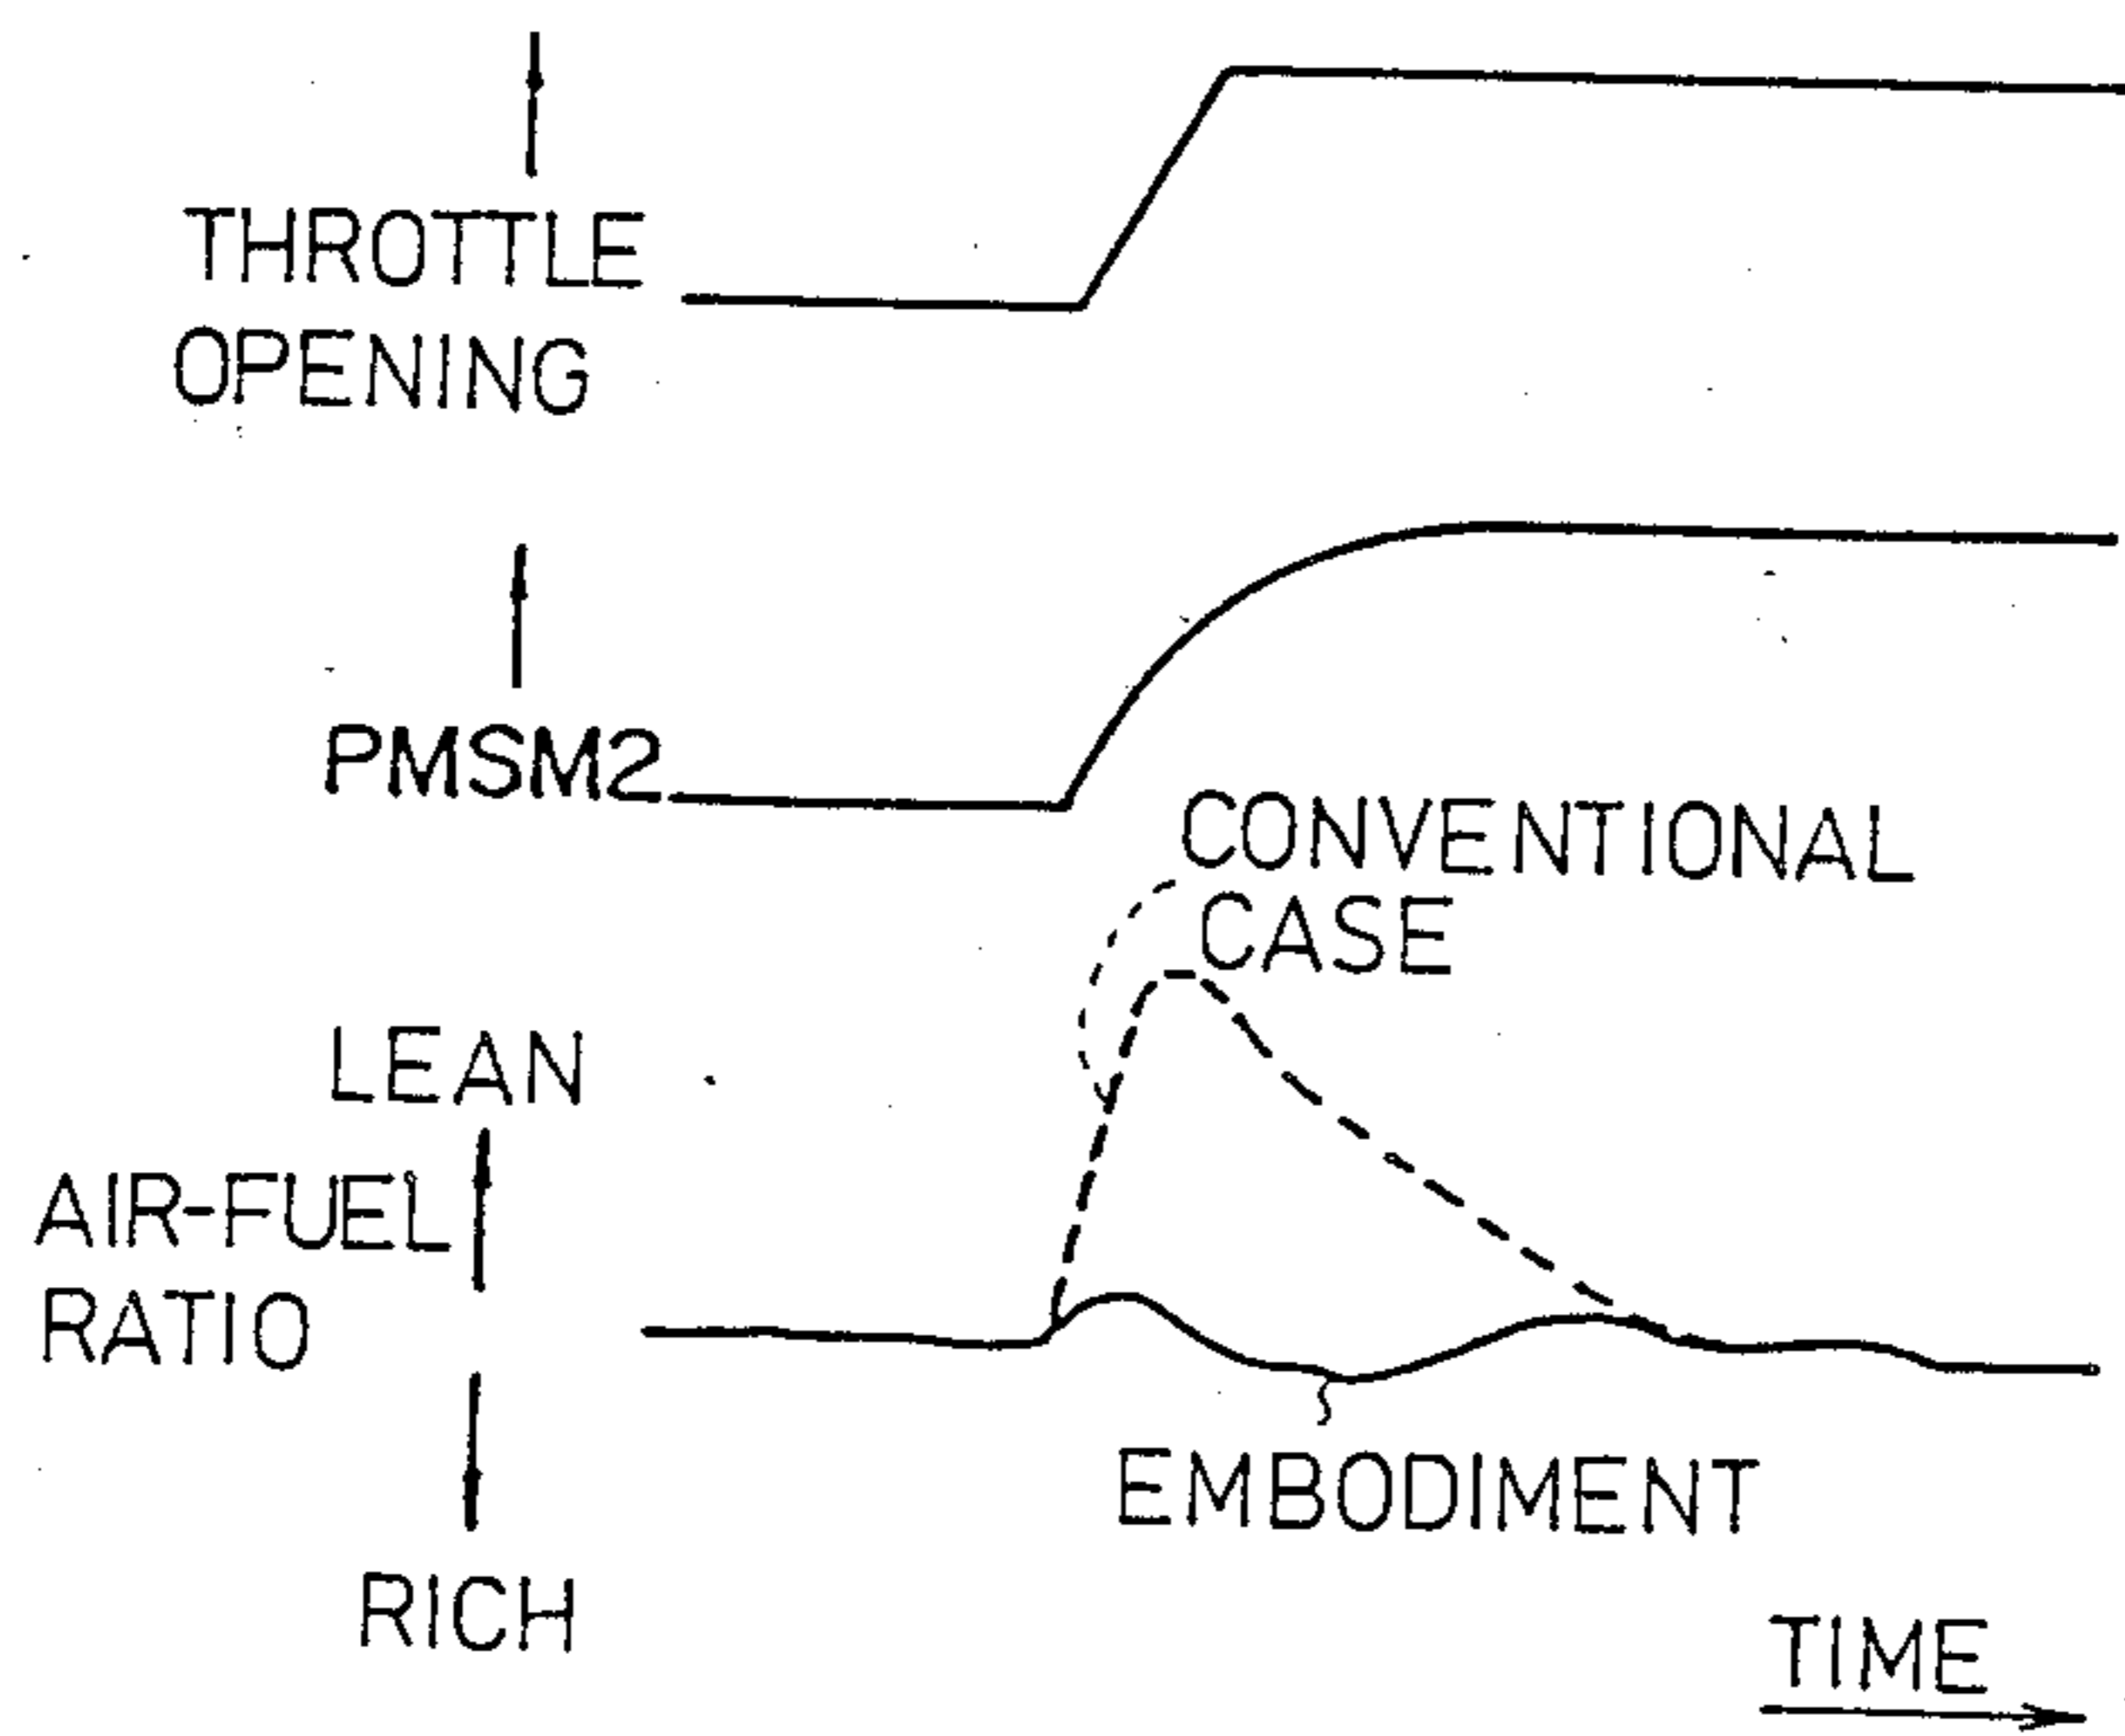 THROTTLE
OPENING
PMSM2
CONVENTIONAL
CASE
LEAN
AIR-FUEL
RATIO
EMBODIMENT
RICH
TIME